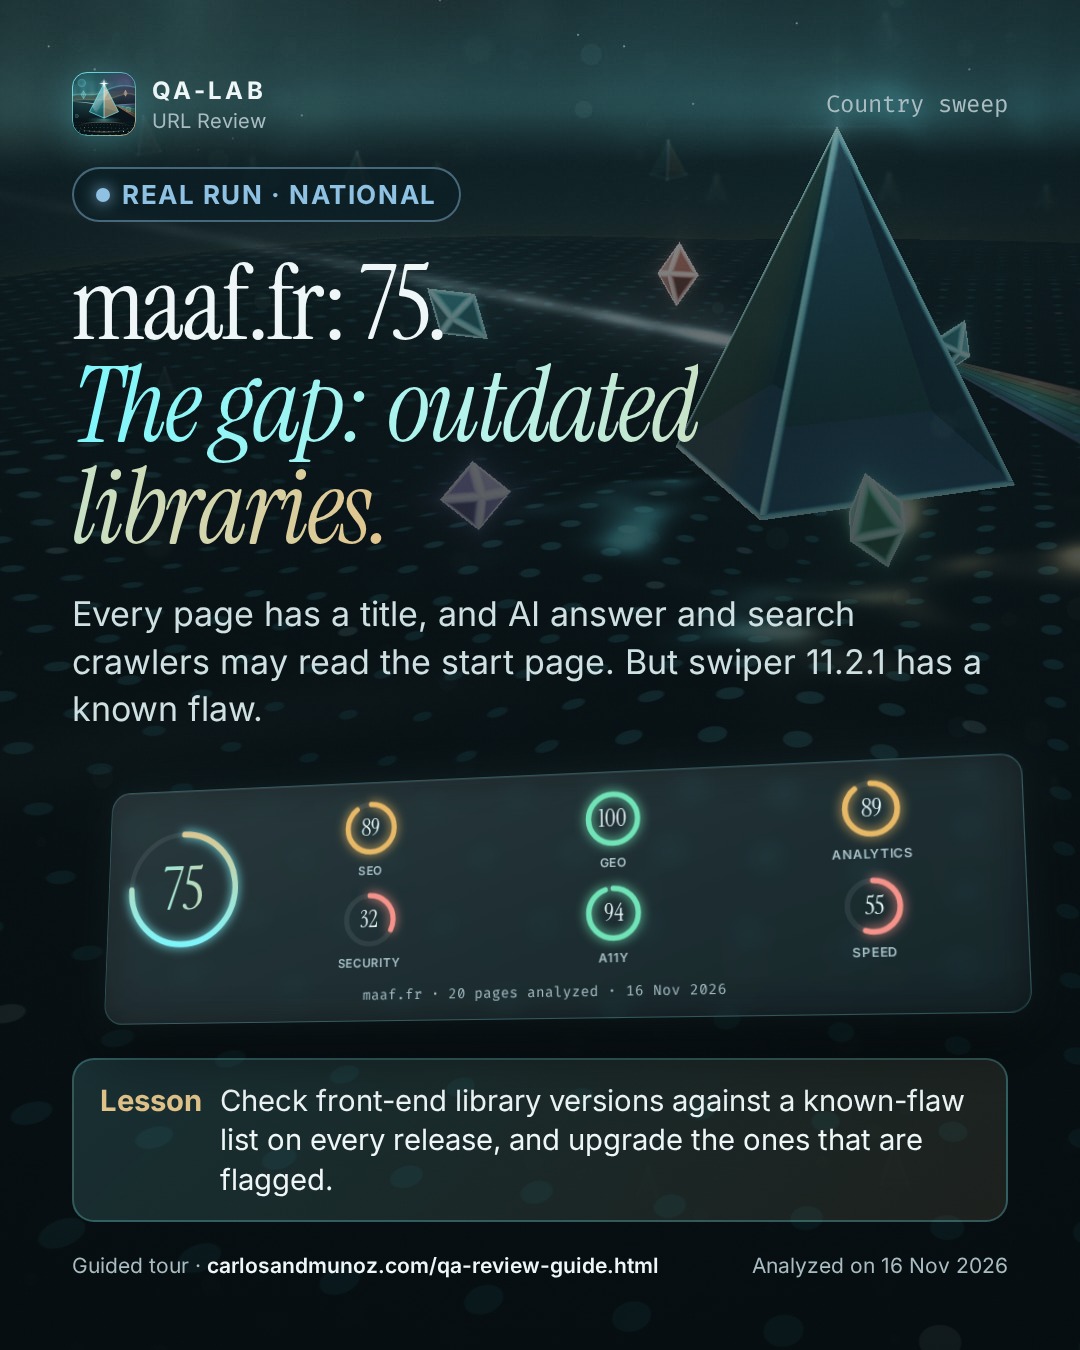 QA-LAB
URL Review
Country sweep
REAL RUN · NATIONAL
maaf.fr: 75.
The gap: outdated
libraries.
Every page has a title, and AI answer and search
crawlers may read the start page. But swiper 11.2.1 has a
known flaw.
75
89
SEO
100
GEO
89
ANALYTICS
32
SECURITY
94
A11Y
55
SPEED
maaf.fr · 20 pages analyzed · 16 Nov 2026
Lesson Check front-end library versions against a known-flaw
list on every release, and upgrade the ones that are
flagged.
Guided tour · carlosandmunoz.com/qa-review-guide.html
Analyzed on 16 Nov 2026